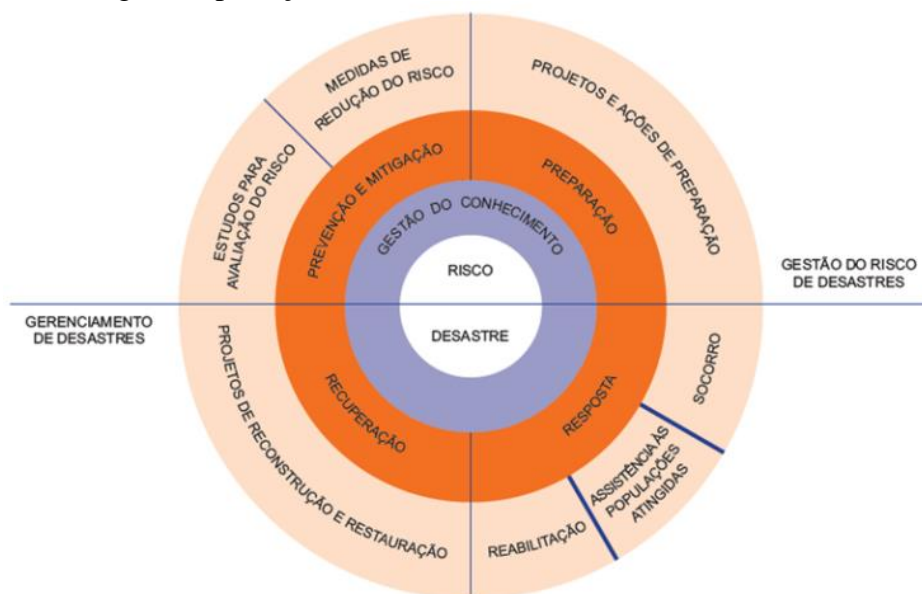 MEDIDAS DE
REDUÇÃO DO RISCO
PROJETOS E AÇÕES DE PREPARAÇÃO
ESTUDOS PARA
AVALIAÇÃO DO RISCO
PREVENÇÃO E MITIGAÇÃO
PREPARAÇÃO
GESTÃO DO CONHECIMENTO
RISCO
GESTÃO DO RISCO
DE DESASTRES
GERENCIAMENTO
DE DESASTRES
DESASTRE
PROJETOS DE RECONSTRUÇÃO E RESTAURAÇÃO
RECUPERAÇÃO
RESPOSTA
SOCORRO
ASSISTÊNCIA ÀS
POPULAÇÕES
ATINGIDAS
REABILITAÇÃO